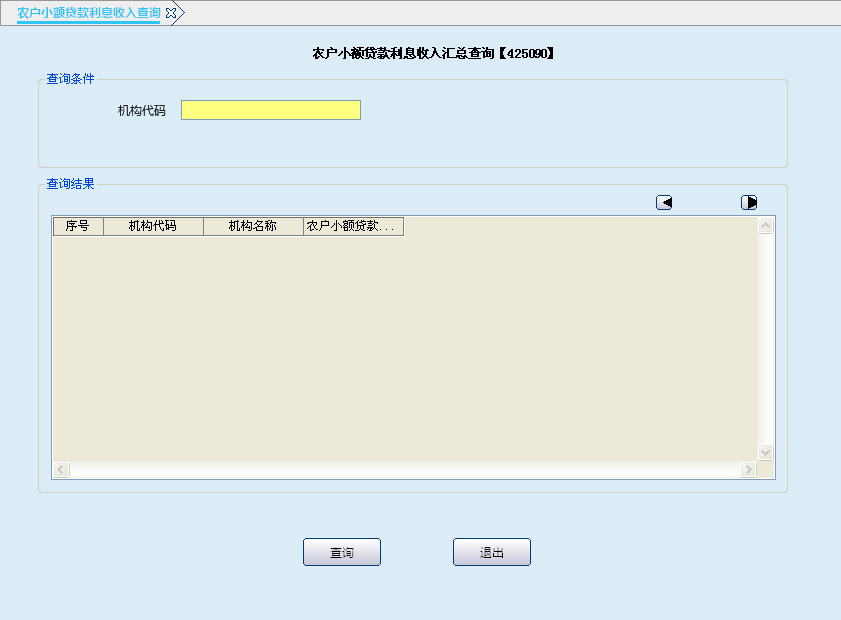 农户小额贷款利息收入查询
农户小额贷款利息收入汇总查询【425090】
查询条件
机构代码
查询结果
序号 机构代码 机构名称 农户小额贷款...
查询 退出